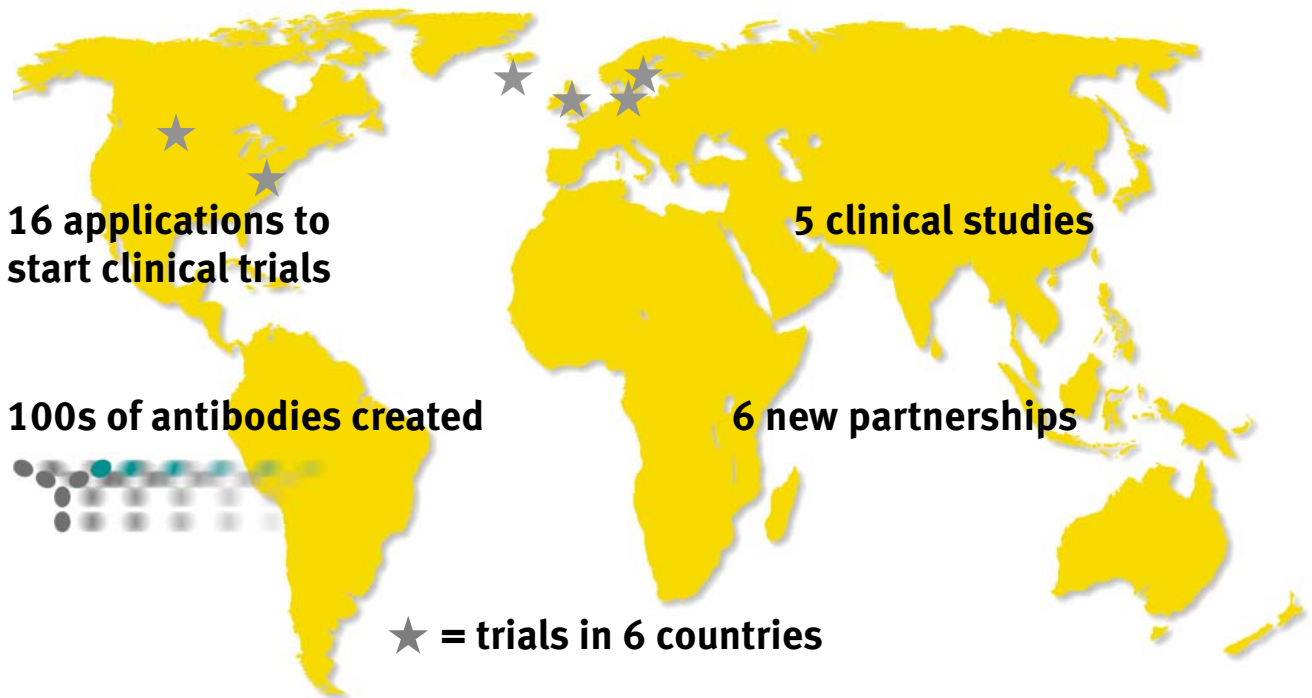 16 applications to
start clinical trials
5 clinical studies
100s of antibodies created
6 new partnerships
★ = trials in 6 countries